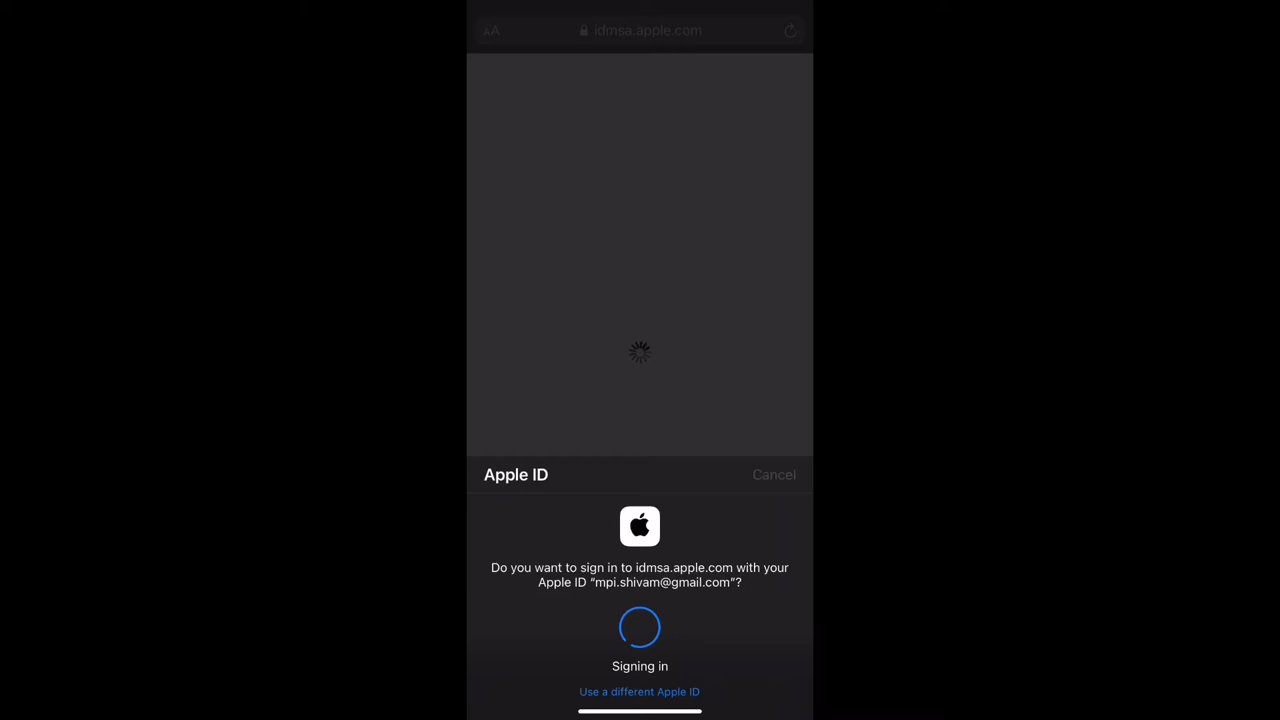 AA idmsa.apple.com
Apple ID Cancel
Do you want to sign in to idmsa.apple.com with your
Apple ID “mpi.shivam@gmail.com”?
Signing in
Use a different Apple ID